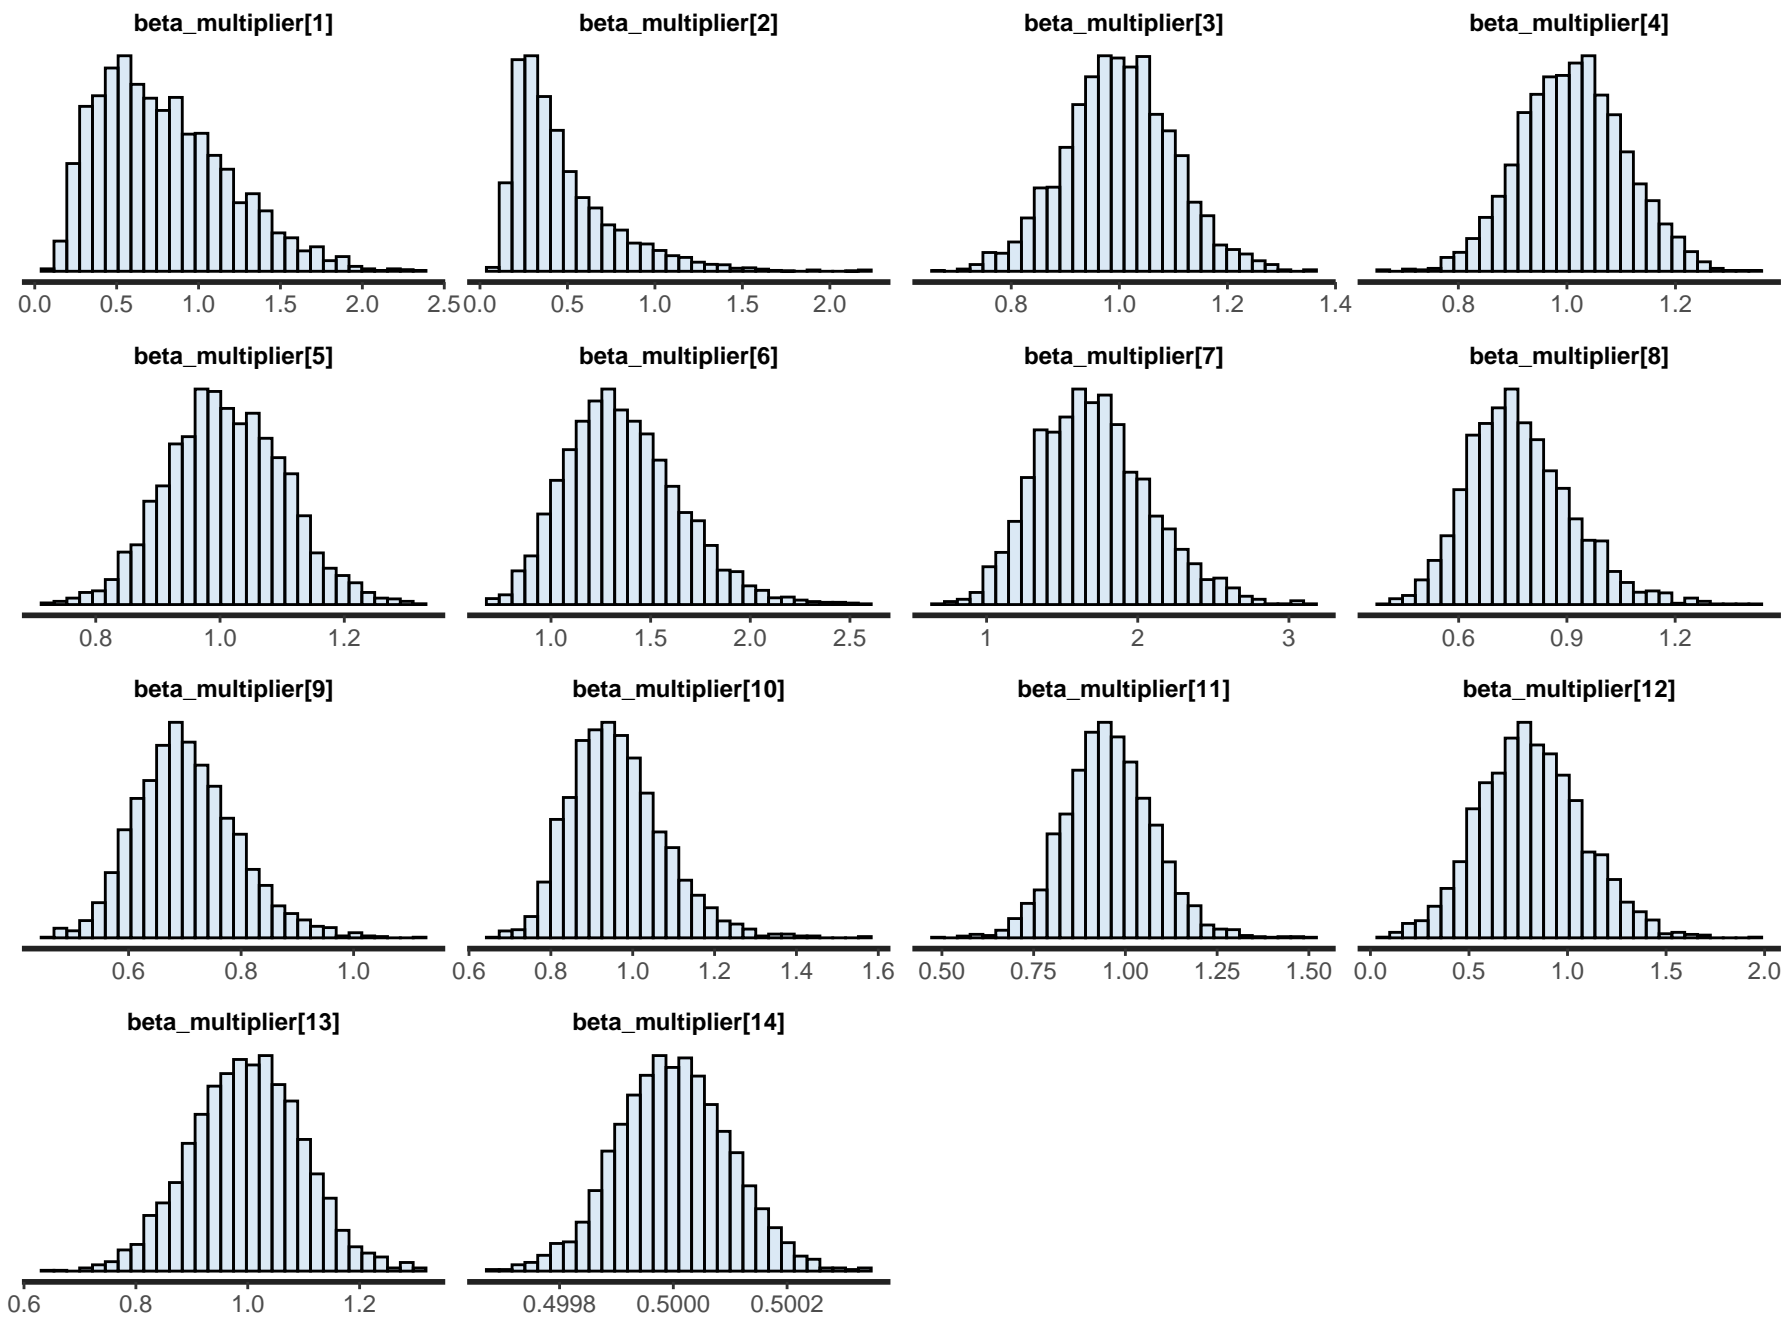 beta_multiplier[1] beta_multiplier[2] beta_multiplier[3] beta_multiplier[4]
0.0 0.5 1.0 1.5 2.0 2.5 0.0 0.5 1.0 1.5 2.0 0.8 1.0 1.2 1.4 0.8 1.0 1.2
beta_multiplier[5] beta_multiplier[6] beta_multiplier[7] beta_multiplier[8]
0.8 1.0 1.2 1.0 1.5 2.0 2.5 1 2 3 0.6 0.9 1.2
beta_multiplier[9] beta_multiplier[10] beta_multiplier[11] beta_multiplier[12]
0.6 0.8 1.0 0.6 0.8 1.0 1.2 1.4 1.6 0.50 0.75 1.00 1.25 1.50 0.0 0.5 1.0 1.5 2.0
beta_multiplier[13] beta_multiplier[14]
0.6 0.8 1.0 1.2 0.4998 0.5000 0.5002